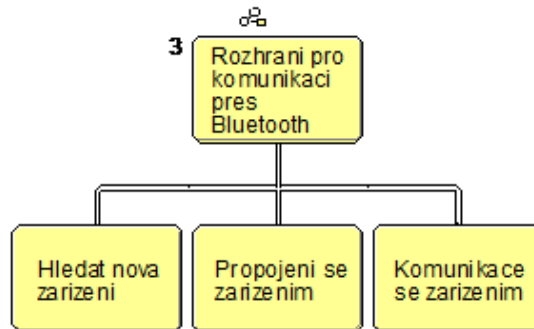 3
Rozhrani pro
komunikaci
pres
Bluetooth
Hledat nova
zarizeni
Propojeni se
zarizenim
Komunikace
se zarizenim